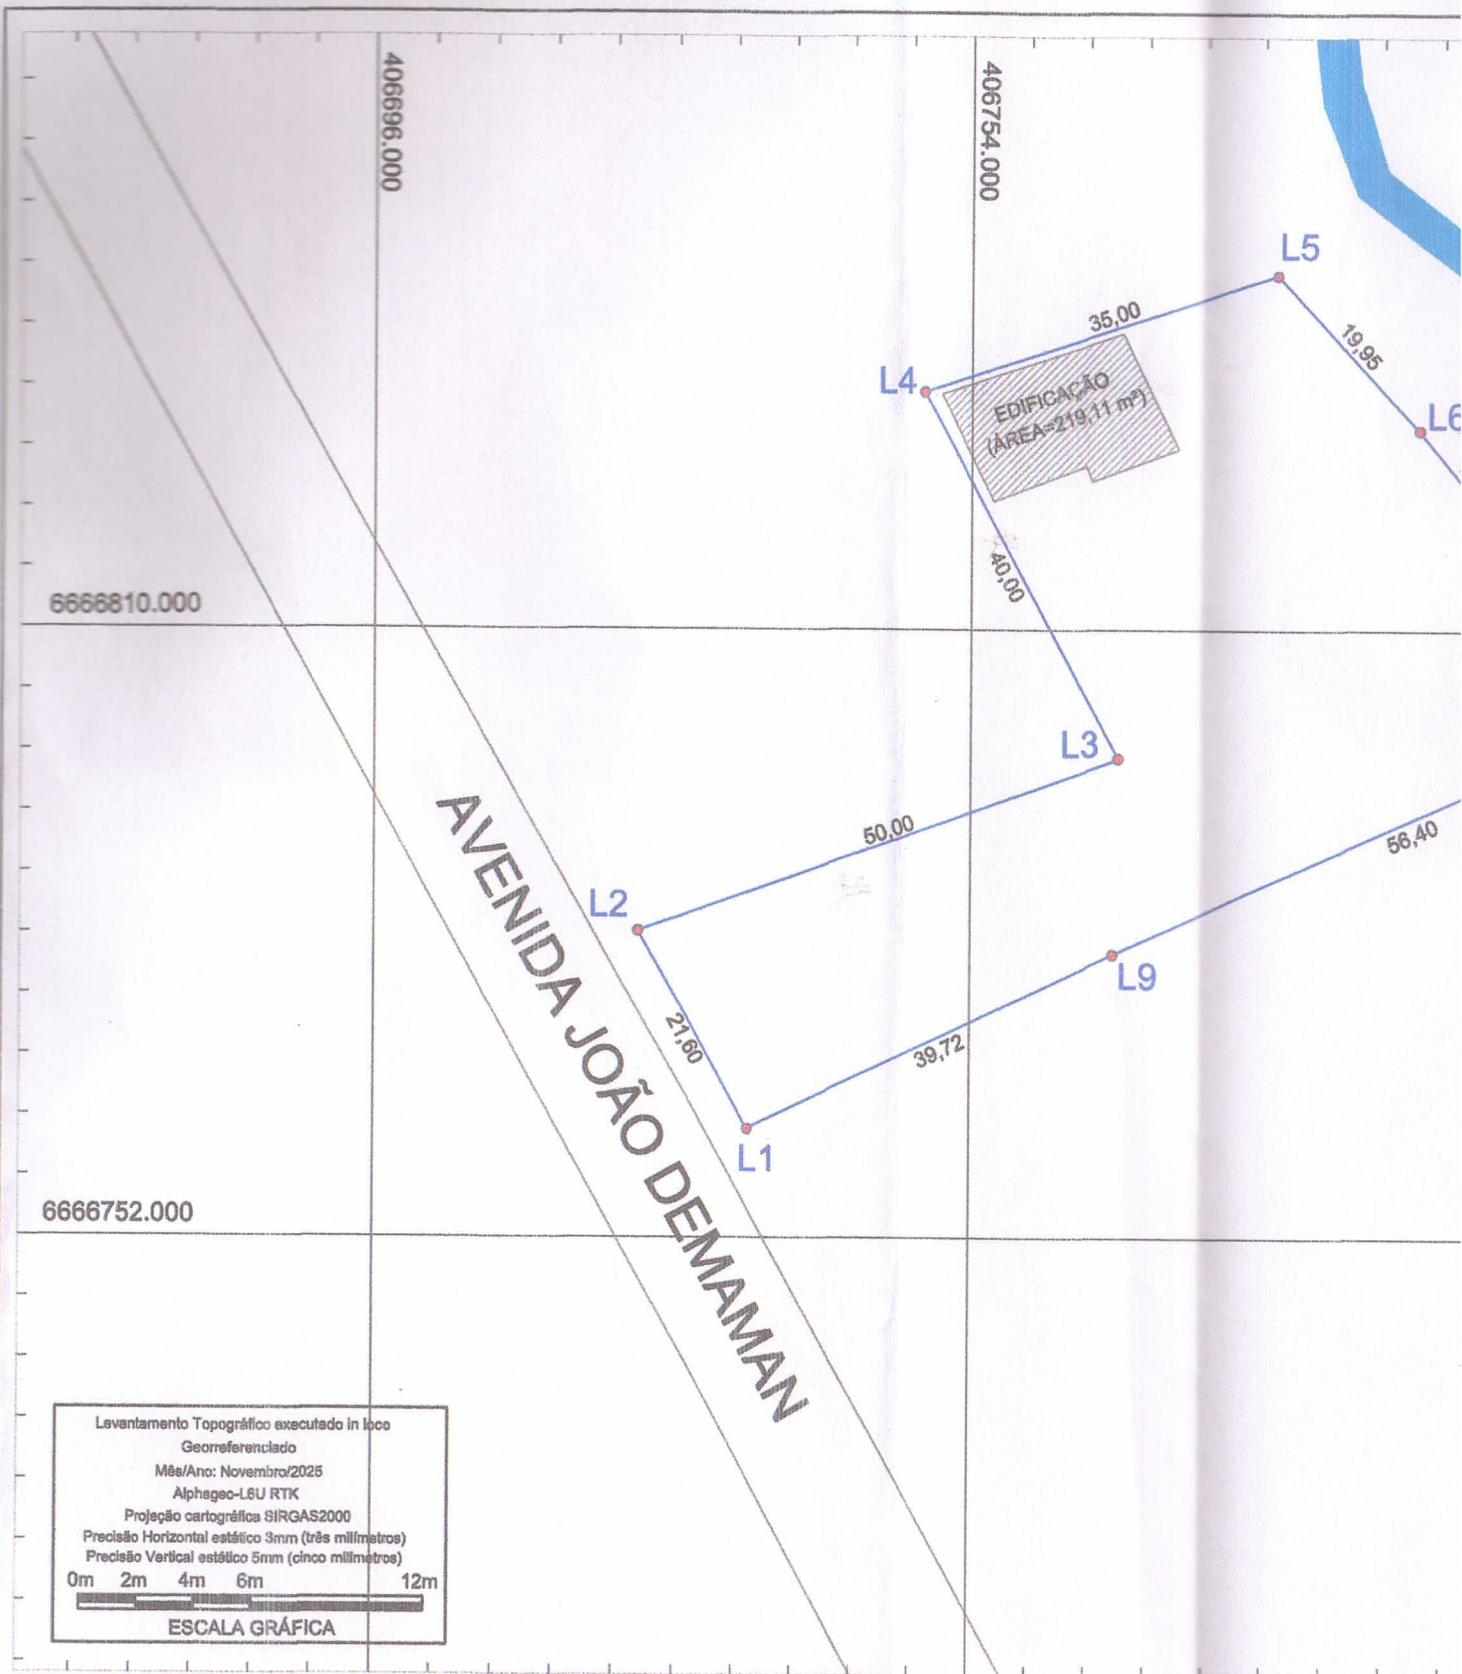 406696.000
406754.000
L5
35,00
19,95
L4
EDIFICAÇÃO
(ÁREA=219,11 m²)
L6
40,00
6666810.000
L3
50,00
56,40
L2
L9
21,60
39,72
L1
AVENIDA JOÃO DEMAMAN
6666752.000
Levantamento Topográfico executado in loco
Georreferenciado
Mês/Ano: Novembro/2025
Alphageo-L6U RTK
Projeção cartográfica SIRGAS2000
Precisão Horizontal estático 3mm (três milímetros)
Precisão Vertical estático 5mm (cinco milímetros)
0m 2m 4m 6m 12m
ESCALA GRÁFICA